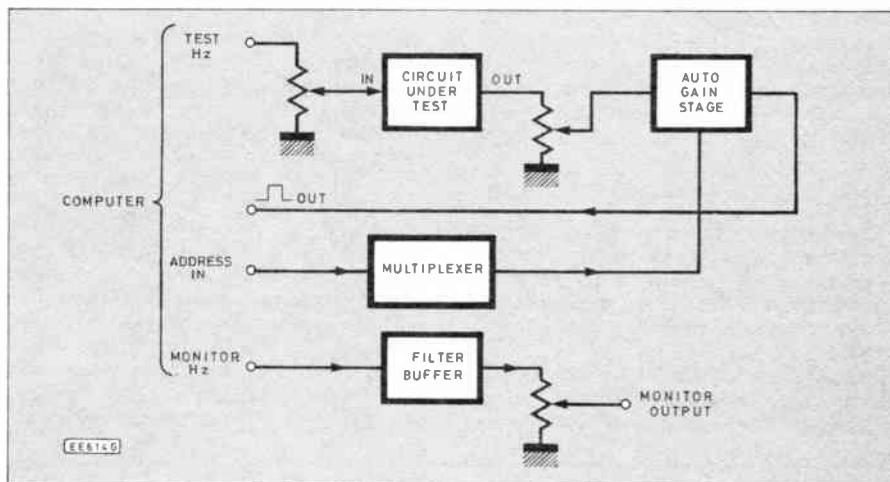 TEST
Hz
IN
CIRCUIT
UNDER
TEST
OUT
AUTO
GAIN
STAGE
COMPUTER
OUT
ADDRESS
IN
MULTIPLEXER
MONITOR
Hz
FILTER
BUFFER
MONITOR
OUTPUT
EE614G